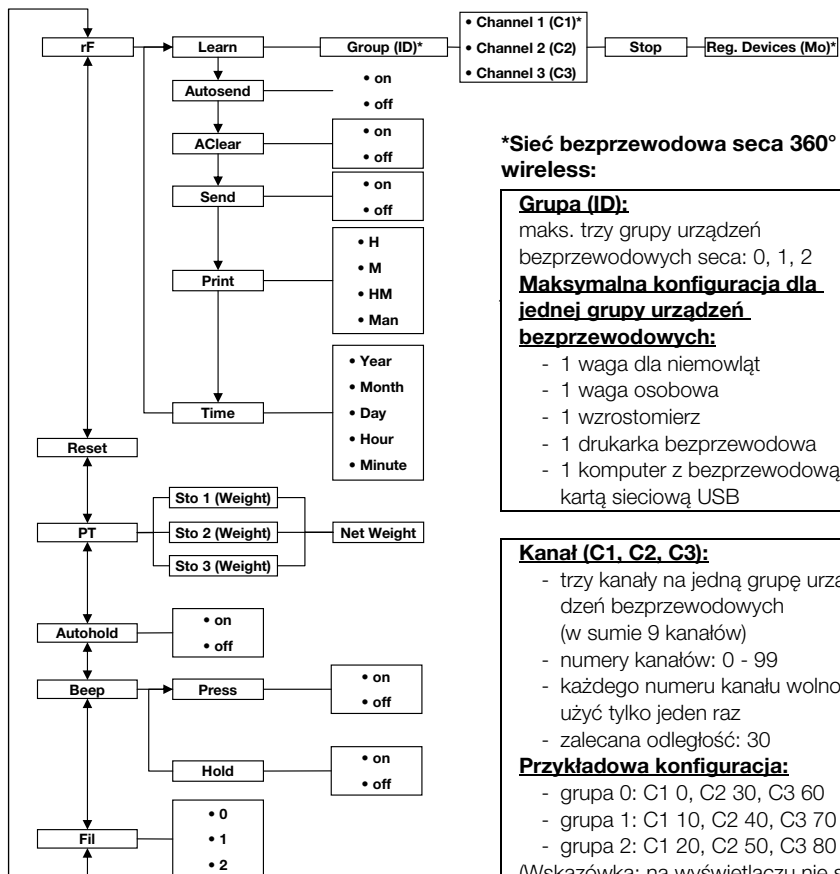 rF
Learn
Group (ID)*
• Channel 1 (C1)*
• Channel 2 (C2)
• Channel 3 (C3)
Stop
Reg. Devices (Mo)*
Autosend
• on
• off
AClear
• on
• off
Send
• on
• off
Print
• H
• M
• HM
• Man
Time
• Year
• Month
• Day
• Hour
• Minute
Reset
PT
Sto 1 (Weight)
Sto 2 (Weight)
Sto 3 (Weight)
Net Weight
Autohold
• on
• off
Beep
Press
• on
• off
Hold
• on
• off
Fil
• 0
• 1
• 2
*Sieć bezprzewodowa seca 360°
wireless:
Grupa (ID):
maks. trzy grupy urządzeń
bezprzewodowych seca: 0, 1, 2
Maksymalna konfiguracja dla
jednej grupy urządzeń
bezprzewodowych:
- 1 waga dla niemowląt
- 1 waga osobowa
- 1 wzrostomierz
- 1 drukarka bezprzewodowa
- 1 komputer z bezprzewodową
kartą sieciową USB
Kanał (C1, C2, C3):
- trzy kanały na jedną grupę urzą
dzeń bezprzewodowych
(w sumie 9 kanałów)
- numery kanałów: 0 - 99
- każdego numeru kanału wolno
użyć tylko jeden raz
- zalecana odległość: 30
Przykładowa konfiguracja:
- grupa 0: C1 0, C2 30, C3 60
- grupa 1: C1 10, C2 40, C3 70
- grupa 2: C1 20, C2 50, C3 80
(Wskazówka: na wyświetlaczu nie